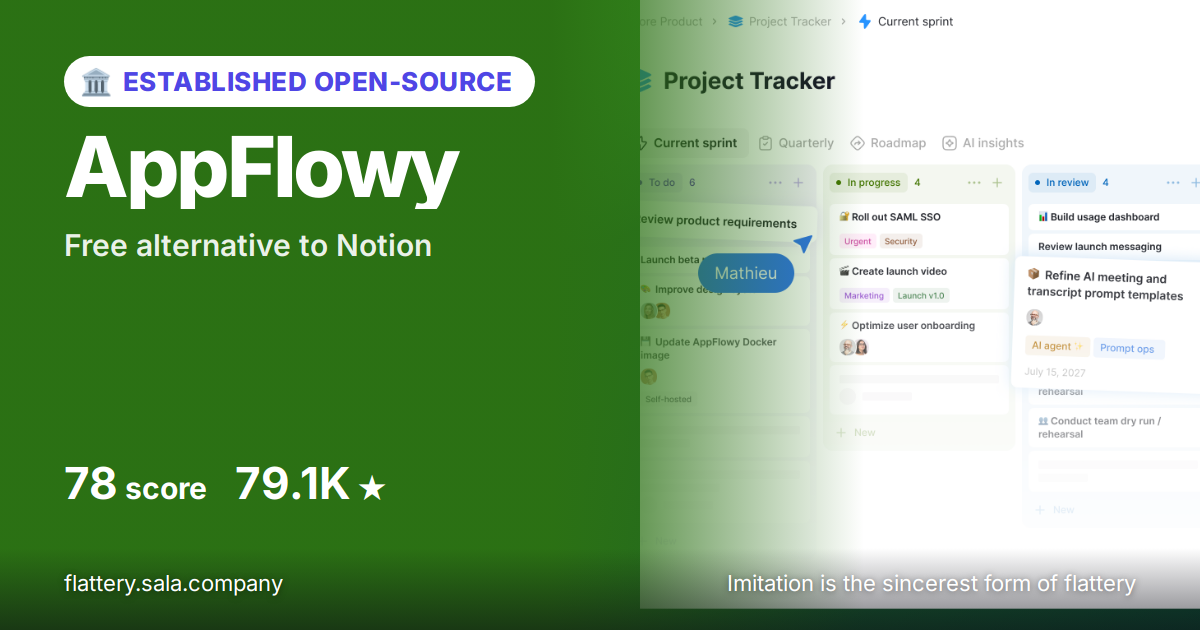 ESTABLISHED OPEN-SOURCE
AppFlowy
Free alternative to Notion
78 score 79.1K ★
flattery.sala.company
ore Product › Project Tracker › Current sprint
Project Tracker
Current sprint Quarterly Roadmap AI insights
To do 6
eview product requirements
Mathieu
Launch beta
Improve
Update AppFlowy Docker
image
Self-hosted
In progress 4
Roll out SAML SSO
Urgent Security
Create launch video
Marketing Launch v1.0
Optimize user onboarding
+ New
In review 4
Build usage dashboard
Review launch messaging
Refine AI meeting and
transcript prompt templates
AI agent Prompt ops
July 15, 2027
rehearsal
Conduct team dry run /
rehearsal
+ New
Imitation is the sincerest form of flattery